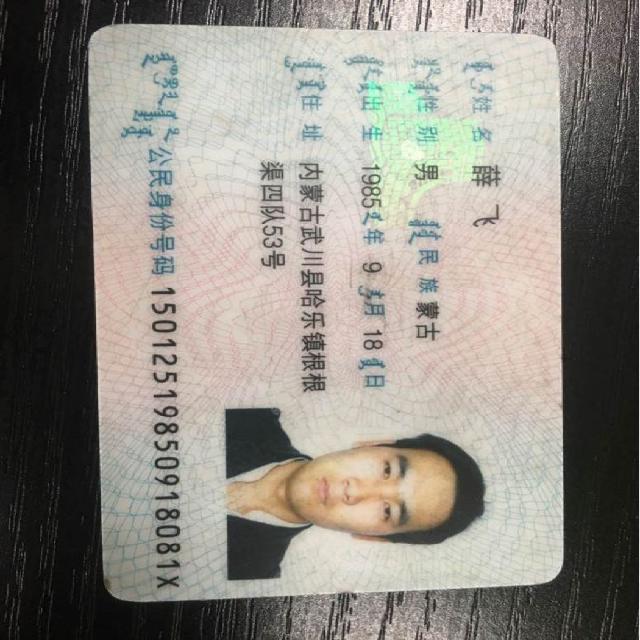 姓名 薛飞
性别 男 民族 蒙古
出生 1985 年 9 月 18 日
住址 内蒙古武川县哈乐镇根根
渠四队53号
公民身份号码 15012519850918081X